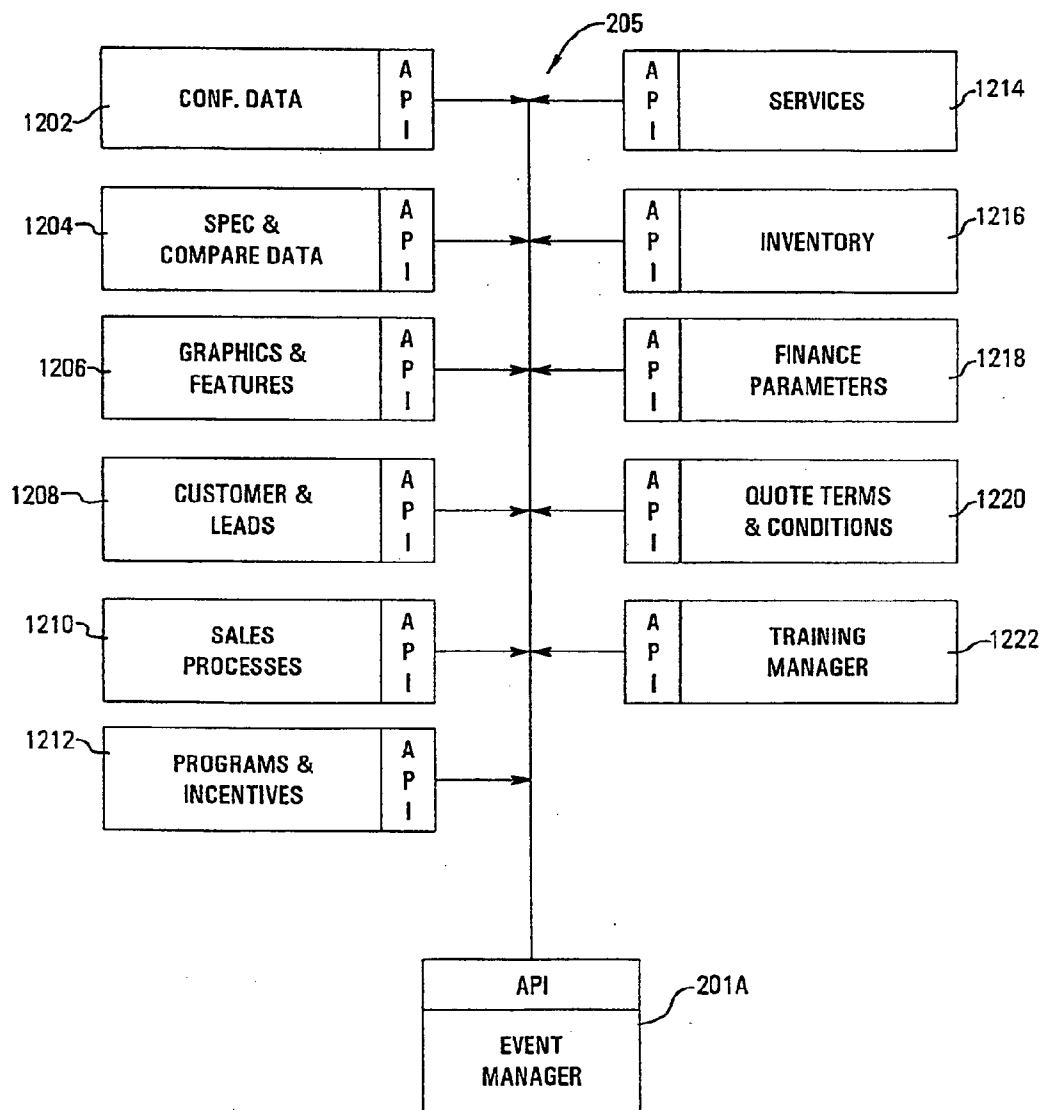 205
A
P
I
CONF. DATA
1202
A
P
I
SERVICES
1214
1204
SPEC &
COMPARE DATA
A
P
I
A
P
I
INVENTORY
1216
1206
GRAPHICS &
FEATURES
A
P
I
A
P
I
FINANCE
PARAMETERS
1218
1208
CUSTOMER &
LEADS
A
P
I
A
P
I
QUOTE TERMS
& CONDITIONS
1220
1210
SALES
PROCESSES
A
P
I
A
P
I
TRAINING
MANAGER
1222
1212
PROGRAMS &
INCENTIVES
A
P
I
API
201A
EVENT
MANAGER